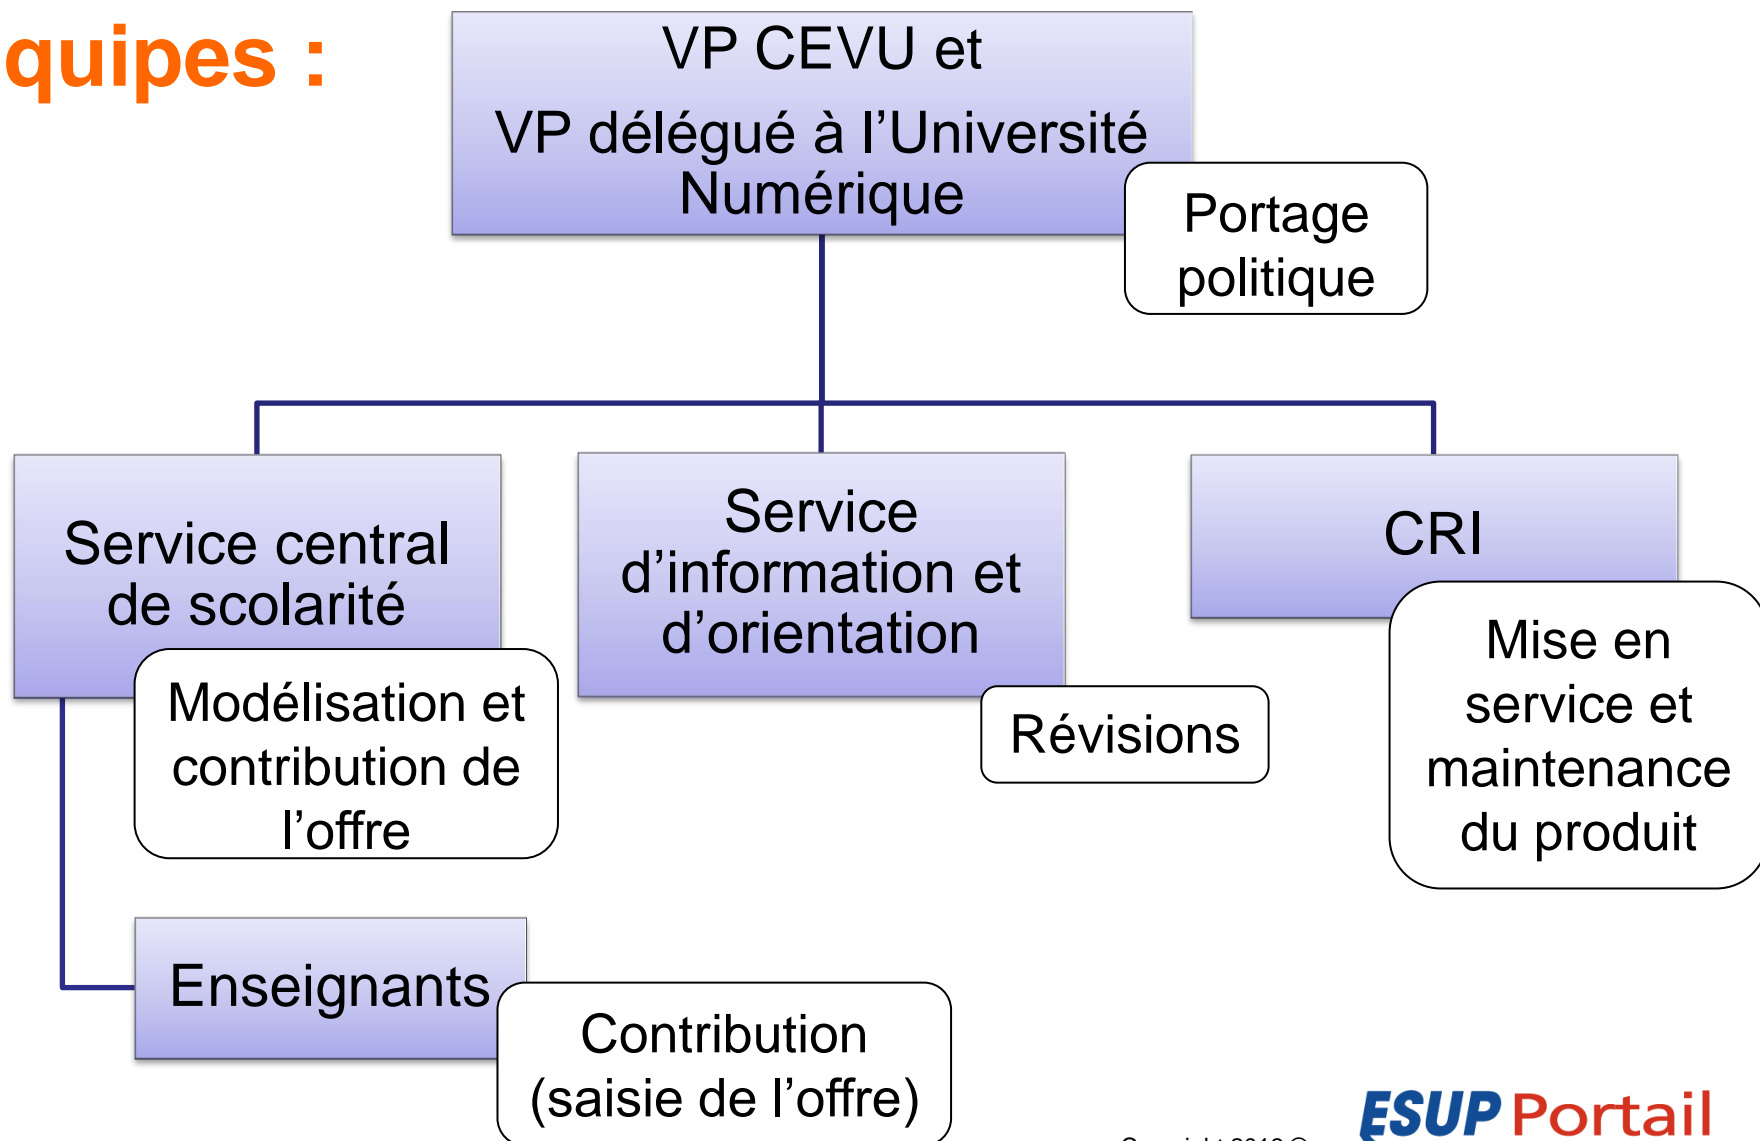 quipes :
VP CEVU et
VP délégué à l’Université
Numérique
Portage
politique
Service central
de scolarité
Modélisation et
contribution de
l’offre
Service
d’information et
d’orientation
Révisions
CRI
Mise en
service et
maintenance
du produit
Enseignants
Contribution
(saisie de l’offre)
ESUP Portail